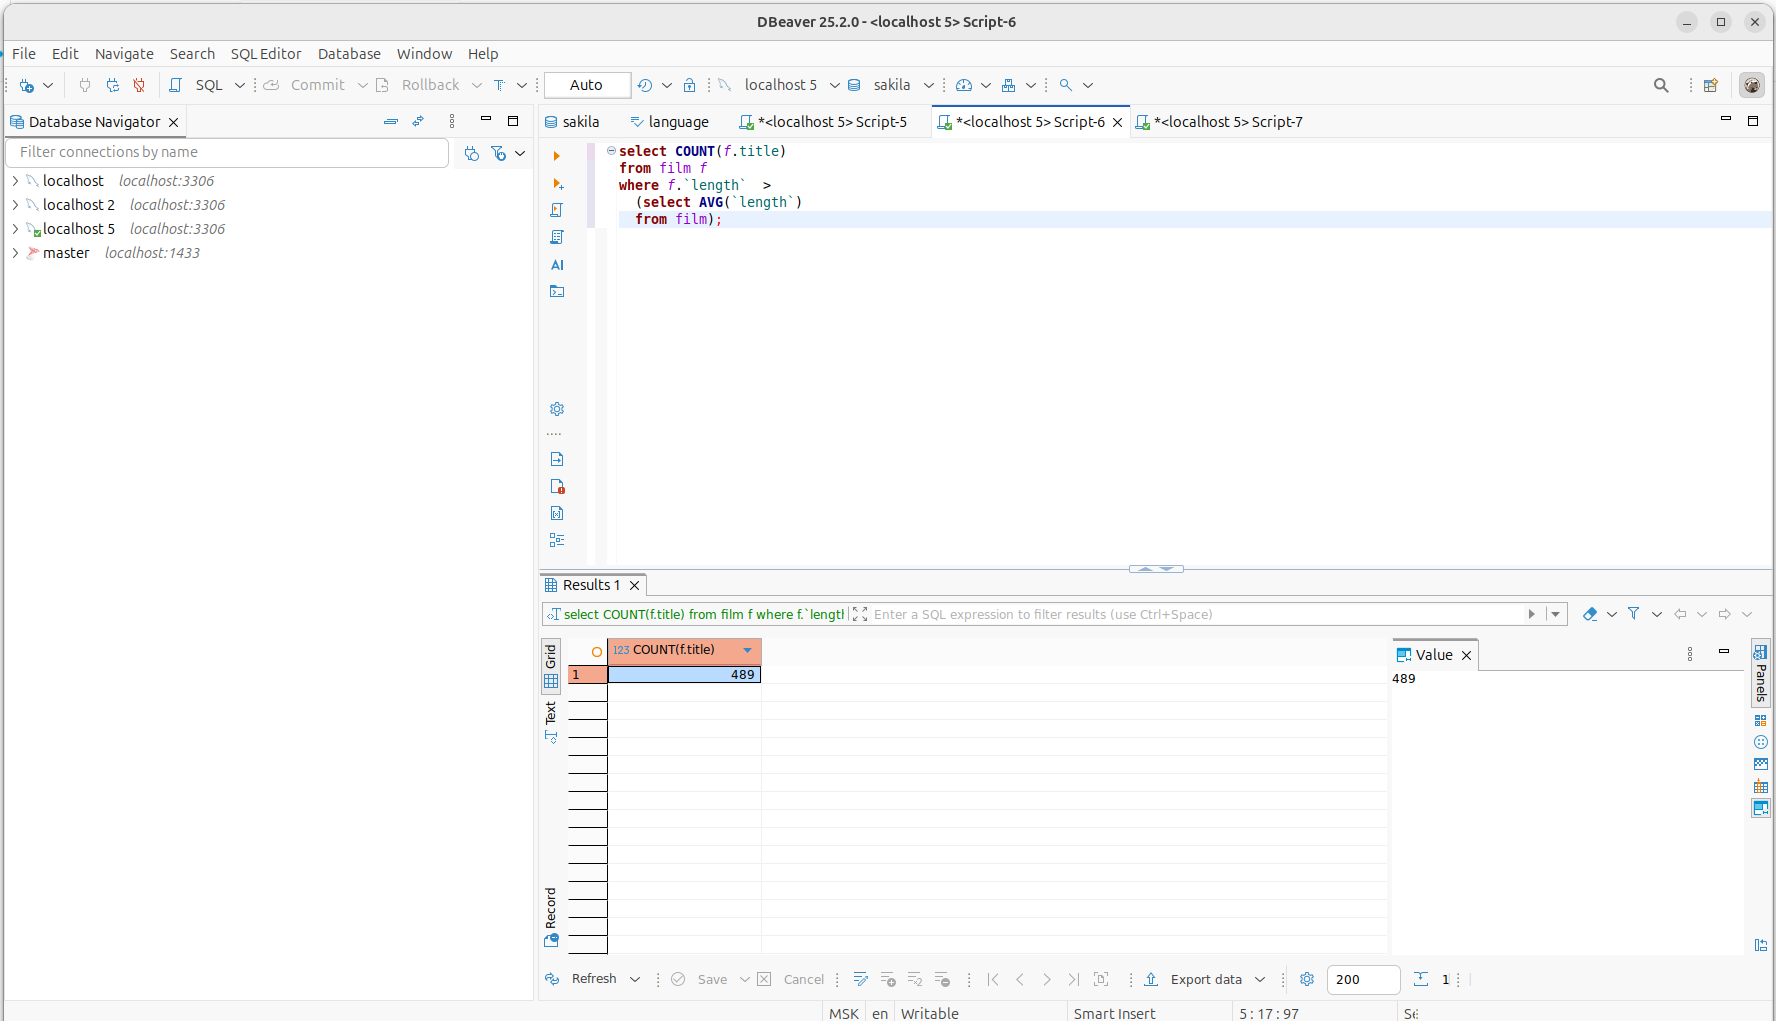 DBeaver 25.2.0 - <localhost 5> Script-6
File Edit Navigate Search SQL Editor Database Window Help
SQL Commit Rollback T Auto localhost 5 sakila
Database Navigator
Filter connections by name
localhost localhost:3306
localhost 2 localhost:3306
localhost 5 localhost:3306
master localhost:1433
sakila language *<localhost 5> Script-5 *<localhost 5> Script-6 *<localhost 5> Script-7
select COUNT(f.title)
from film f
where f.`length`  >
(select AVG(`length`)
from film);
AI
Results 1
select COUNT(f.title) from film f where f.`length Enter a SQL expression to filter results (use Ctrl+Space)
Grid
Text
Record
123 COUNT(f.title)
1 489
Value
489
Panels
Refresh Save Cancel Export data 200 1
MSK en Writable Smart Insert 5 : 17 : 97